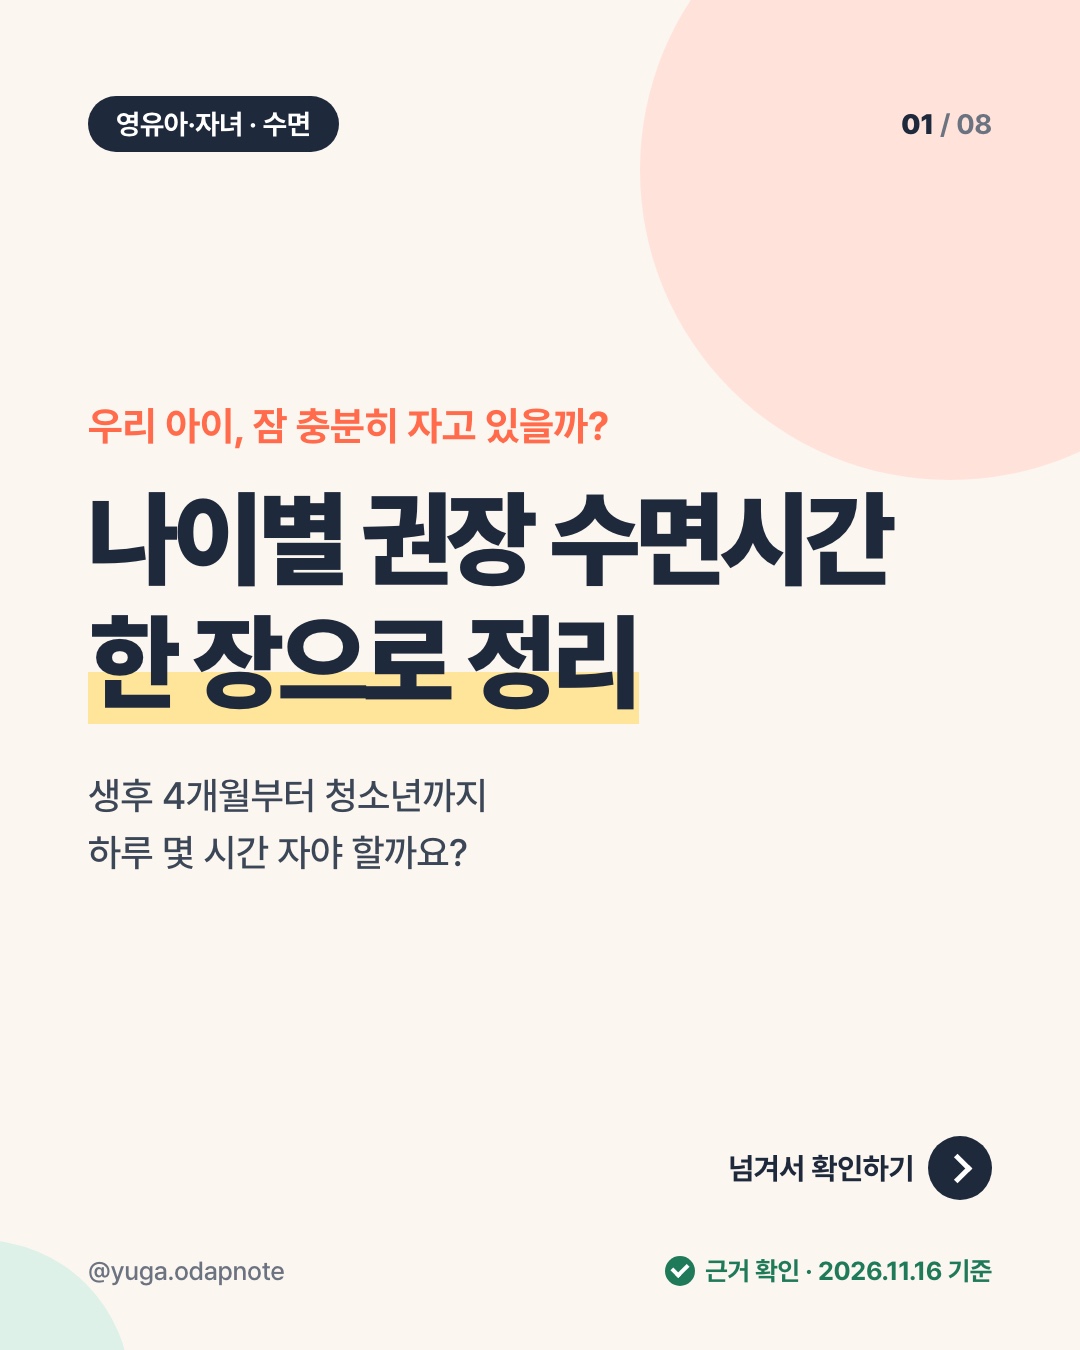 영유아·자녀 · 수면
01 / 08
우리 아이, 잠 충분히 자고 있을까?
나이별 권장 수면시간
한 장으로 정리
생후 4개월부터 청소년까지
하루 몇 시간 자야 할까요?
넘겨서 확인하기
@yuga.odapnote
근거 확인 · 2026.11.16 기준